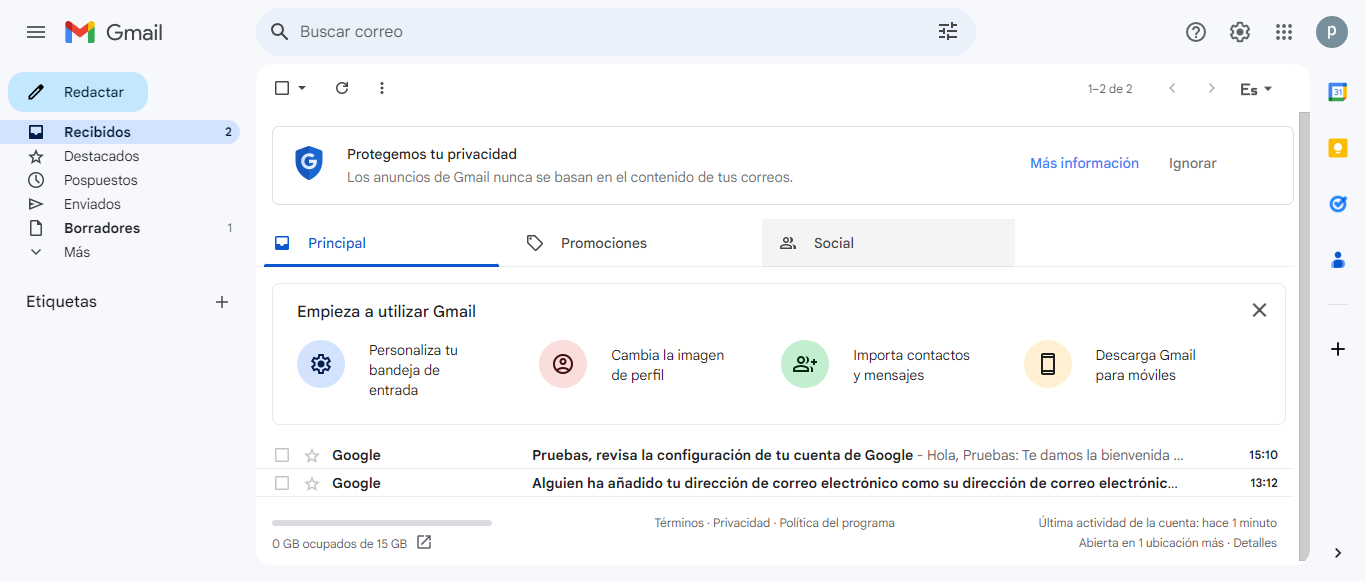 Gmail
Buscar correo
P
Redactar
1–2 de 2
Es
31
Recibidos 2
Destacados
Pospuestos
Enviados
Borradores 1
Más
Etiquetas
G
Protegemos tu privacidad
Los anuncios de Gmail nunca se basan en el contenido de tus correos.
Más información
Ignorar
Principal
Promociones
Social
Empieza a utilizar Gmail
Personaliza tu
bandeja de
entrada
Cambia la imagen
de perfil
Importa contactos
y mensajes
Descarga Gmail
para móviles
Google Pruebas, revisa la configuración de tu cuenta de Google - Hola, Pruebas: Te damos la bienvenida ... 15:10
Google Alguien ha añadido tu dirección de correo electrónico como su dirección de correo electrónic... 13:12
0 GB ocupados de 15 GB
Términos · Privacidad · Política del programa
Última actividad de la cuenta: hace 1 minuto
Abierta en 1 ubicación más · Detalles